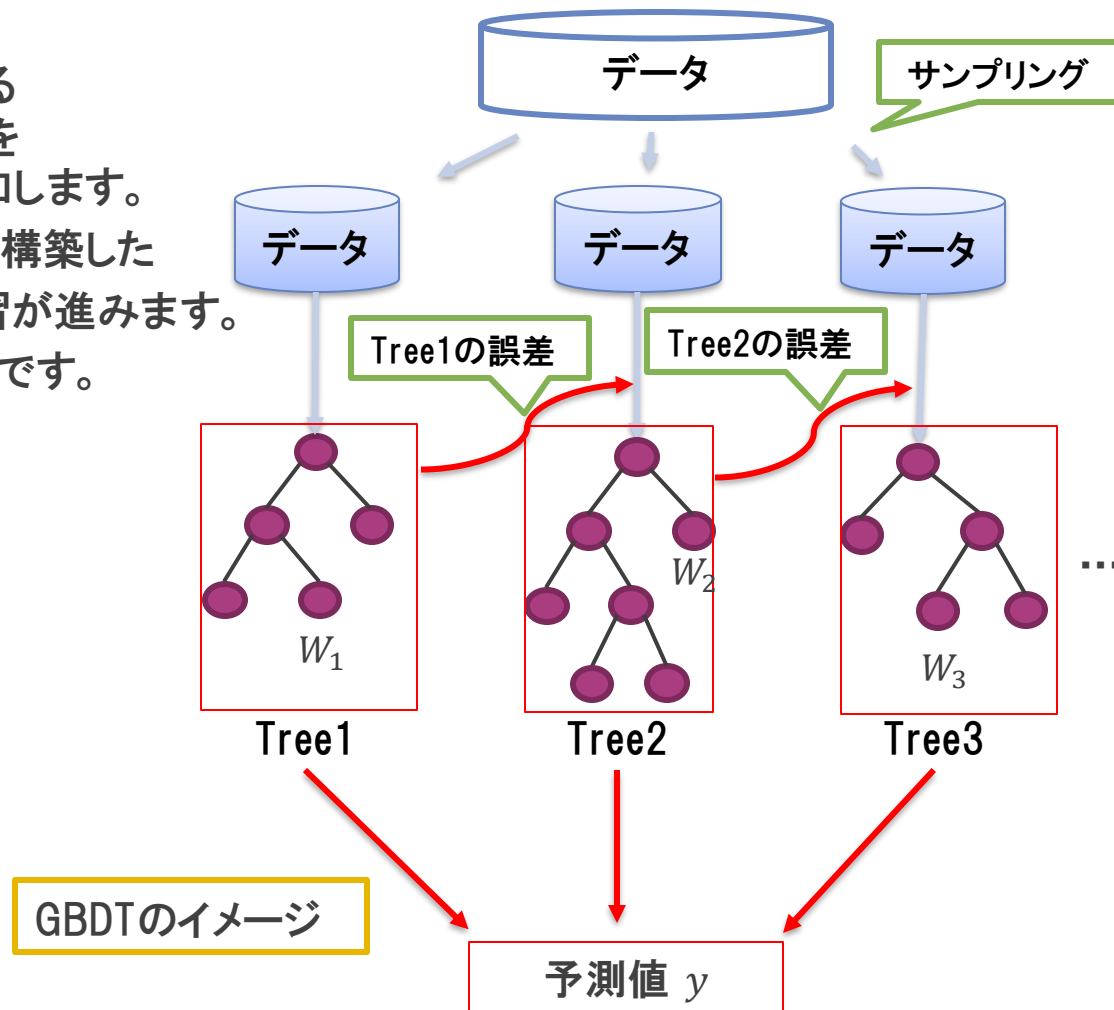 データ
サンプリング
る
を
加します。
構築した
習が進みます。
です。
データ
データ
データ
Tree1の誤差
Tree2の誤差
W₁
W₂
W₃
…
Tree1
Tree2
Tree3
GBDTのイメージ
予測値 y